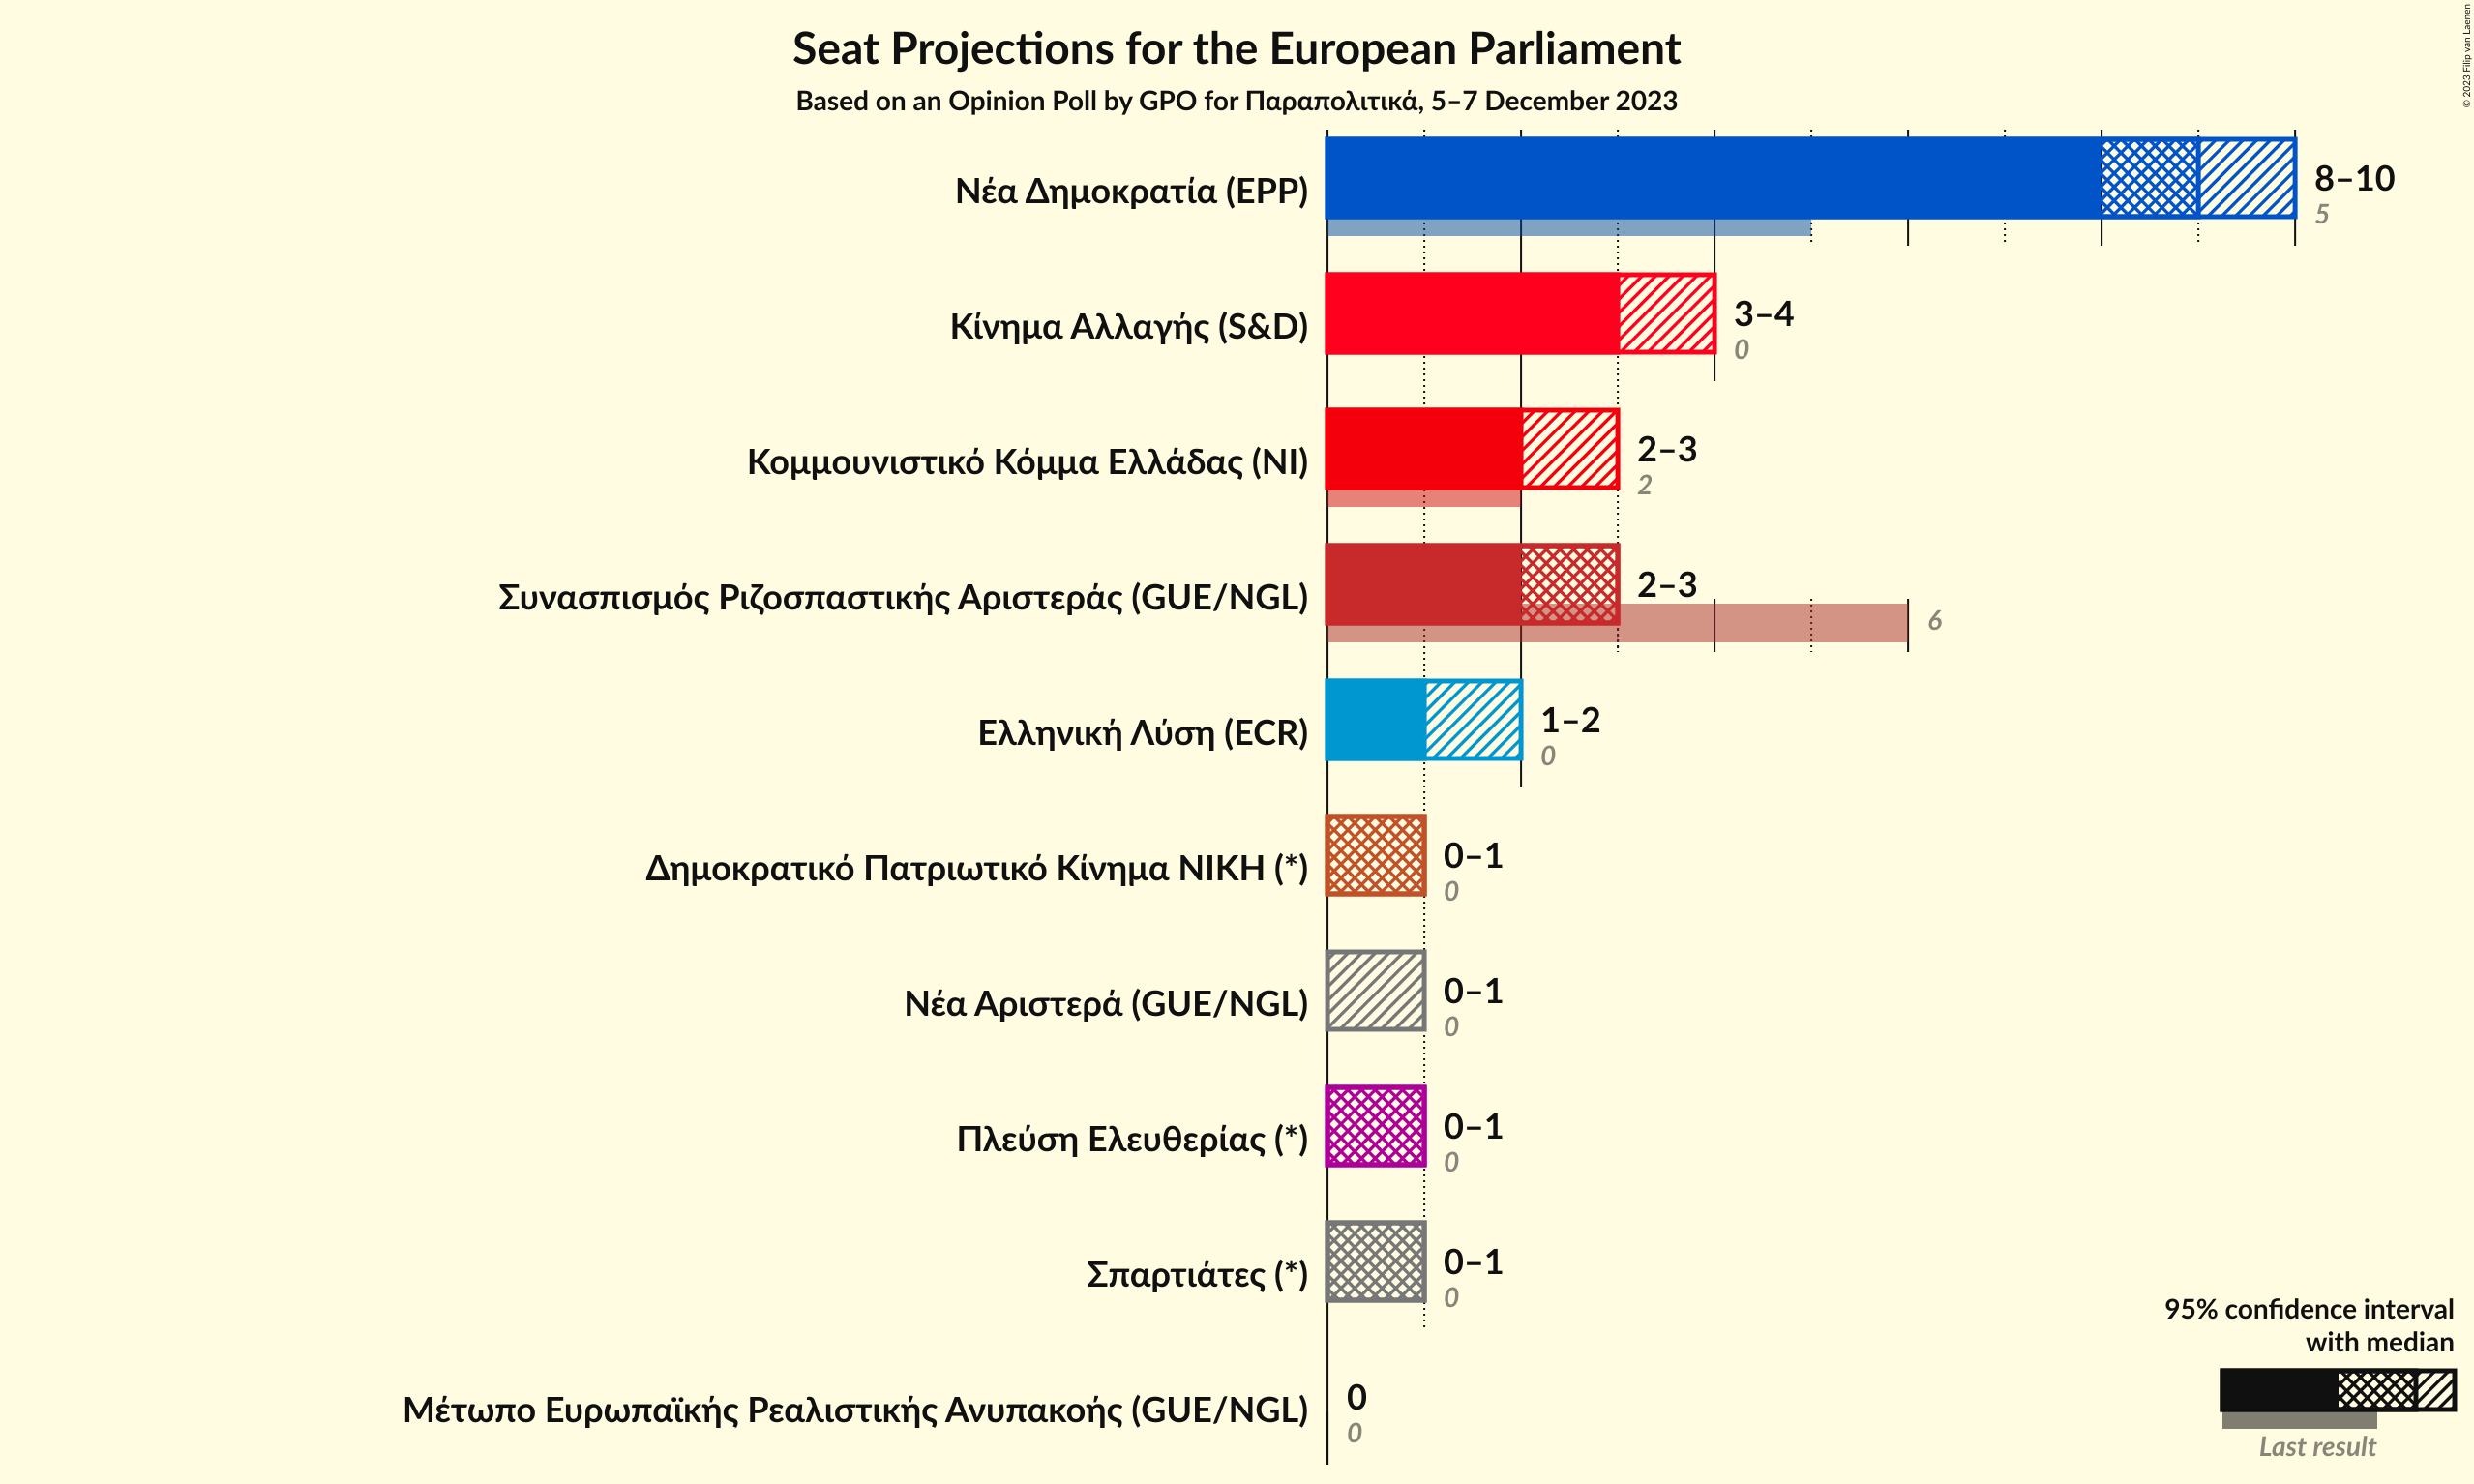 Seat Projections for the European Parliament
Based on an Opinion Poll by GPO for Παραπολιτικά, 5–7 December 2023
© 2023 Filip van Laenen
Νέα Δημοκρατία (EPP)
8–10
5
Κίνημα Αλλαγής (S&D)
3–4
0
Κομμουνιστικό Κόμμα Ελλάδας (NI)
2–3
2
Συνασπισμός Ριζοσπαστικής Αριστεράς (GUE/NGL)
2–3
6
Ελληνική Λύση (ECR)
1–2
0
Δημοκρατικό Πατριωτικό Κίνημα ΝΙΚΗ (*)
0–1
0
Νέα Αριστερά (GUE/NGL)
0–1
0
Πλεύση Ελευθερίας (*)
0–1
0
Σπαρτιάτες (*)
0–1
0
Μέτωπο Ευρωπαϊκής Ρεαλιστικής Ανυπακοής (GUE/NGL)
0
0
95% confidence interval
with median
Last result